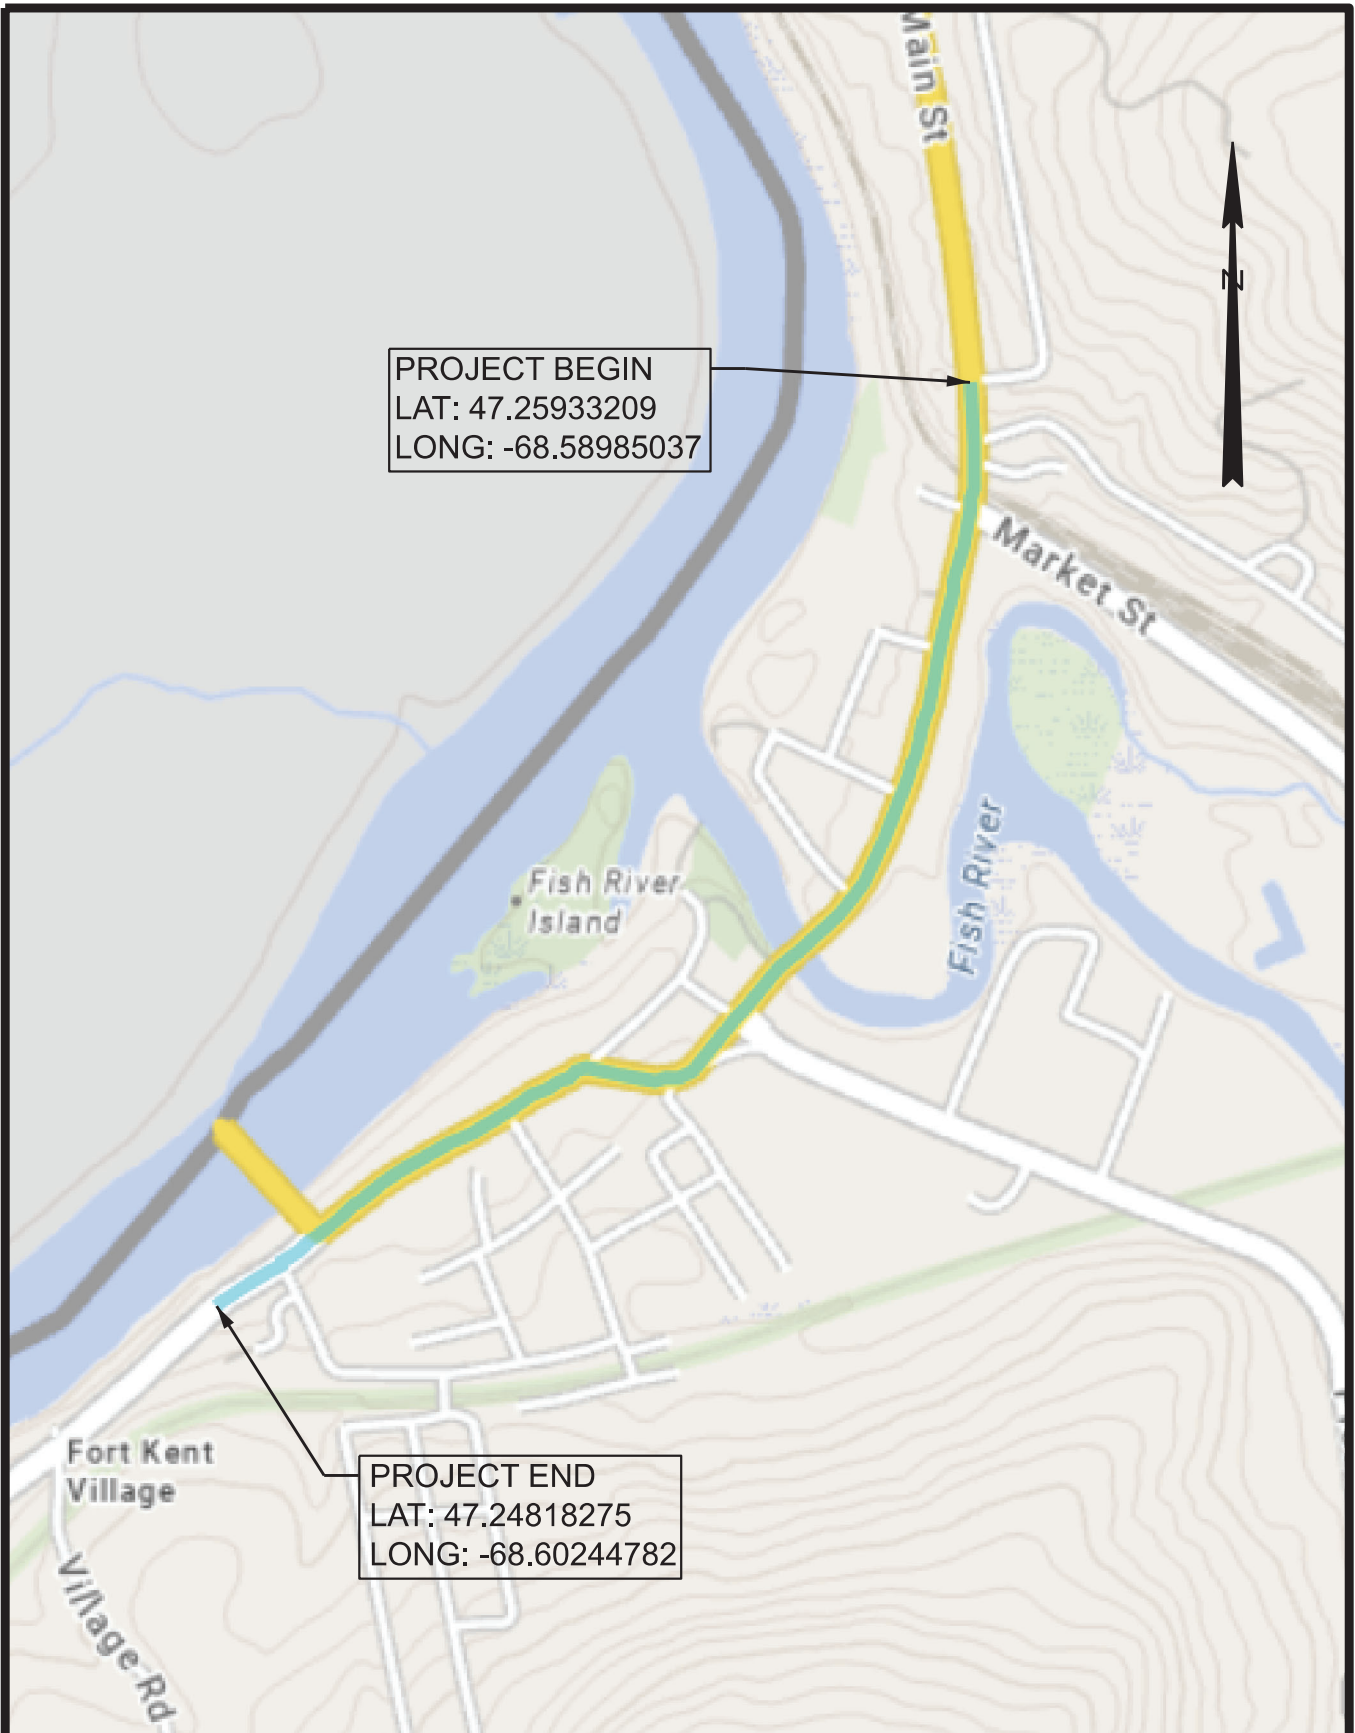 Main St
N
PROJECT BEGIN
LAT: 47.25933209
LONG: -68.58985037
Market St
Fish River
Island
Fish River
Fort Kent
Village
PROJECT END
LAT: 47.24818275
LONG: -68.60244782
Village Rd